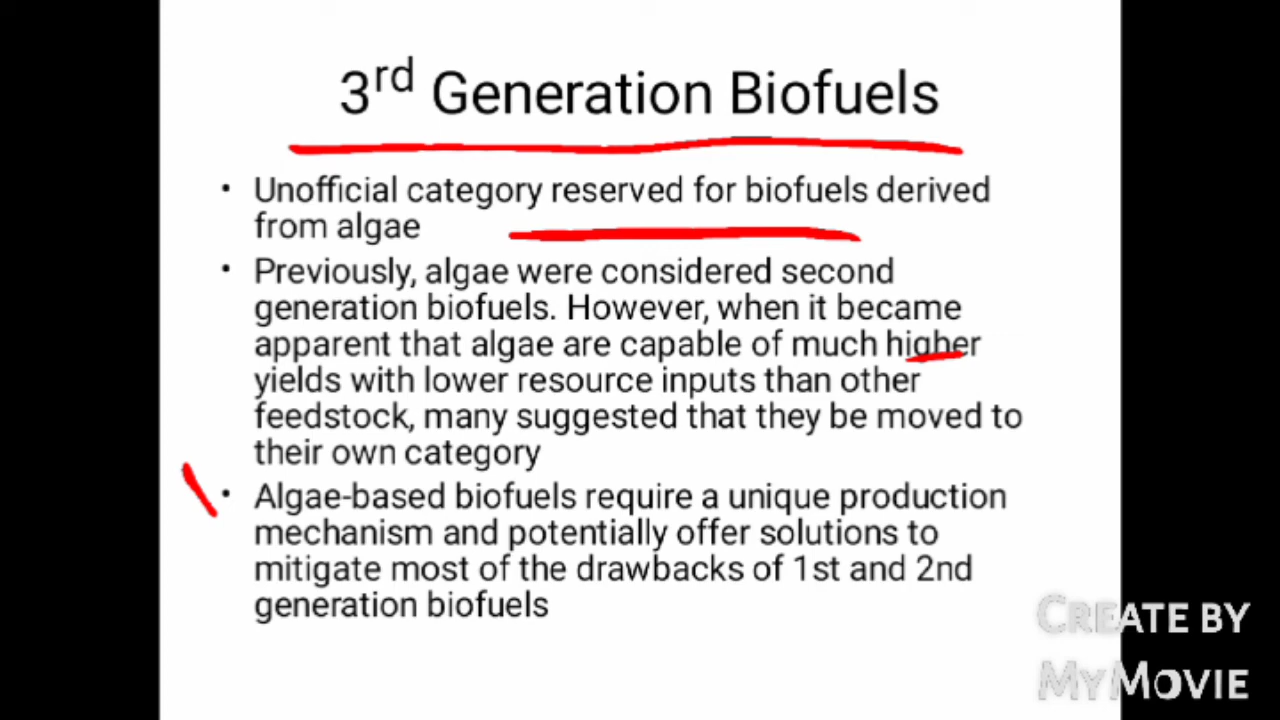 3rd Generation Biofuels
• Unofficial category reserved for biofuels derived
from algae
• Previously, algae were considered second
generation biofuels. However, when it became
apparent that algae are capable of much higher
yields with lower resource inputs than other
feedstock, many suggested that they be moved to
their own category
• Algae-based biofuels require a unique production
mechanism and potentially offer solutions to
mitigate most of the drawbacks of 1st and 2nd
generation biofuels
CREATE BY
MYMOVIE